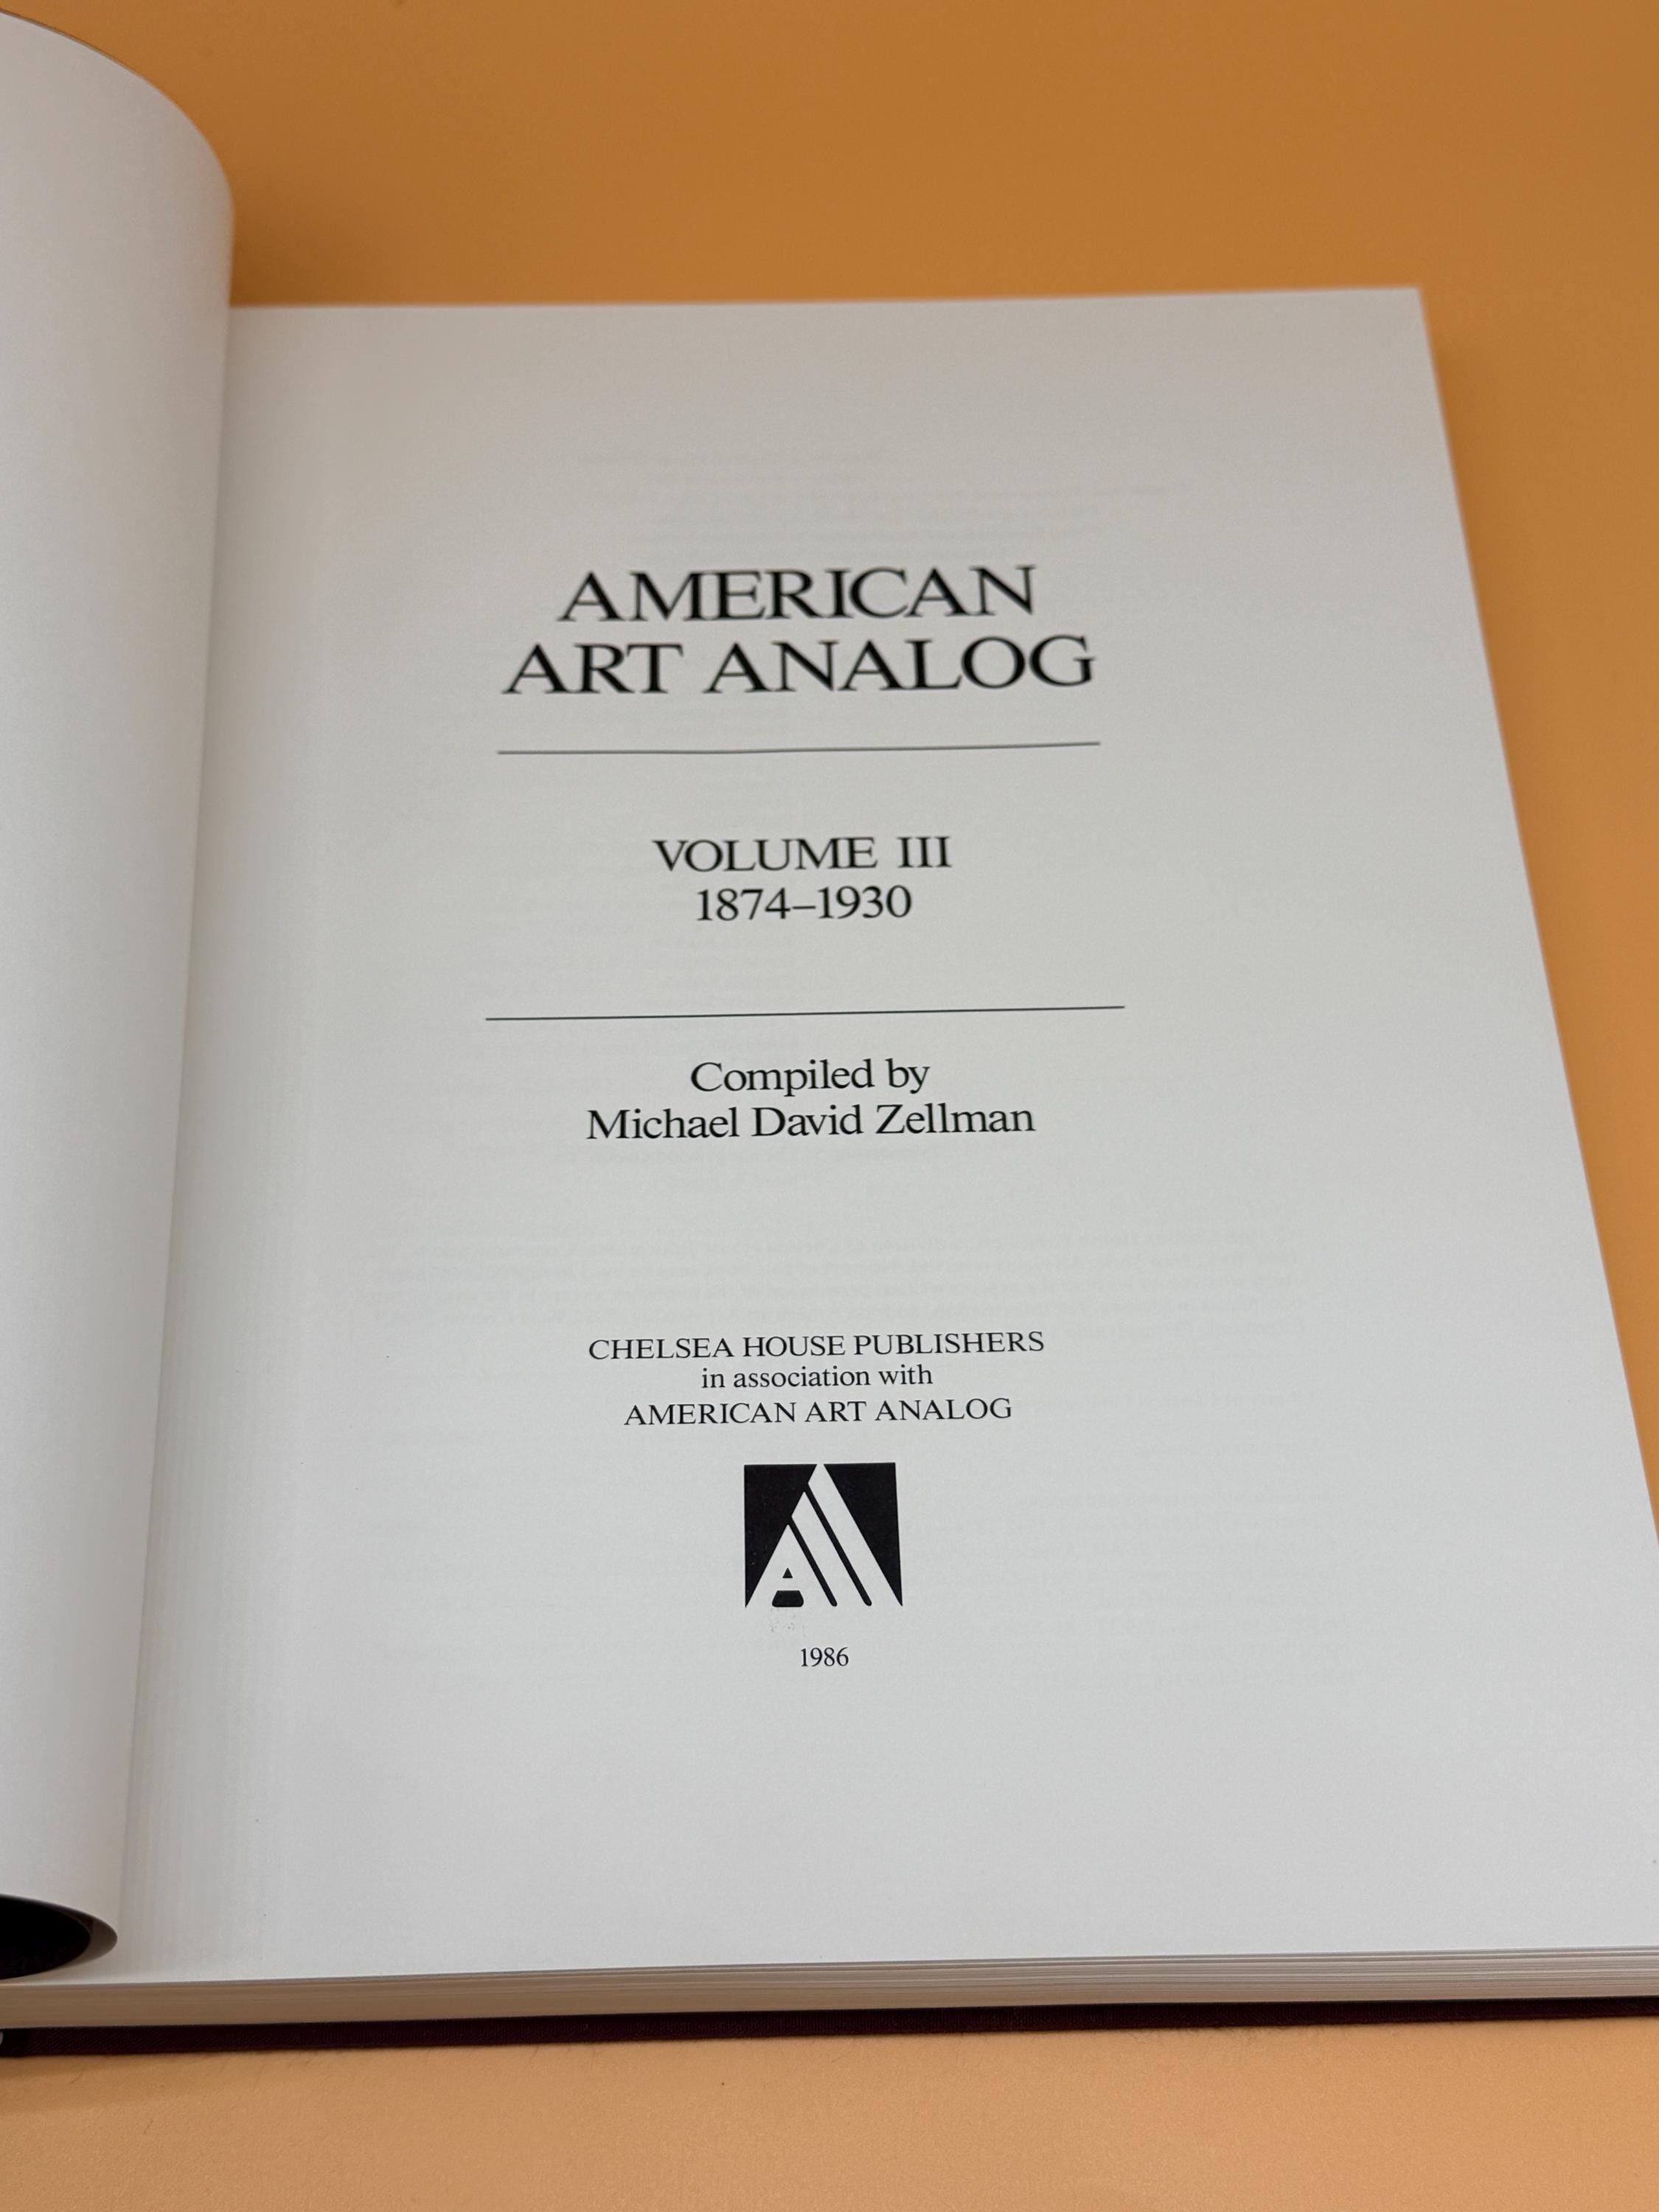 AMERICAN
ART ANALOG
VOLUME III
1874–1930
Compiled by
Michael David Zellman
CHELSEA HOUSE PUBLISHERS
in association with
AMERICAN ART ANALOG
A
1986